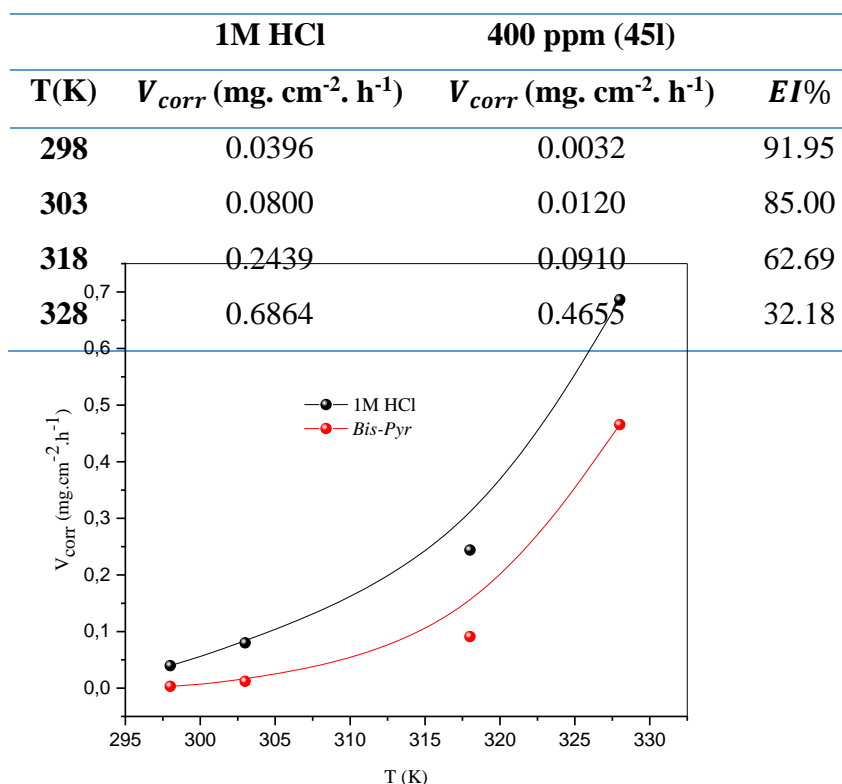 1M HCl 400 ppm (45l)
T(K) V_corr (mg. cm⁻². h⁻¹) V_corr (mg. cm⁻². h⁻¹) EI%
298 0.0396 0.0032 91.95
303 0.0800 0.0120 85.00
318 0.2439 0.0910 62.69
328 0.6864 0.4655 32.18
0,7
0,6
0,5
0,4
0,3
0,2
0,1
0,0
V_corr (mg.cm⁻².h⁻¹)
1M HCl
Bis-Pyr
295 300 305 310 315 320 325 330
T (K)